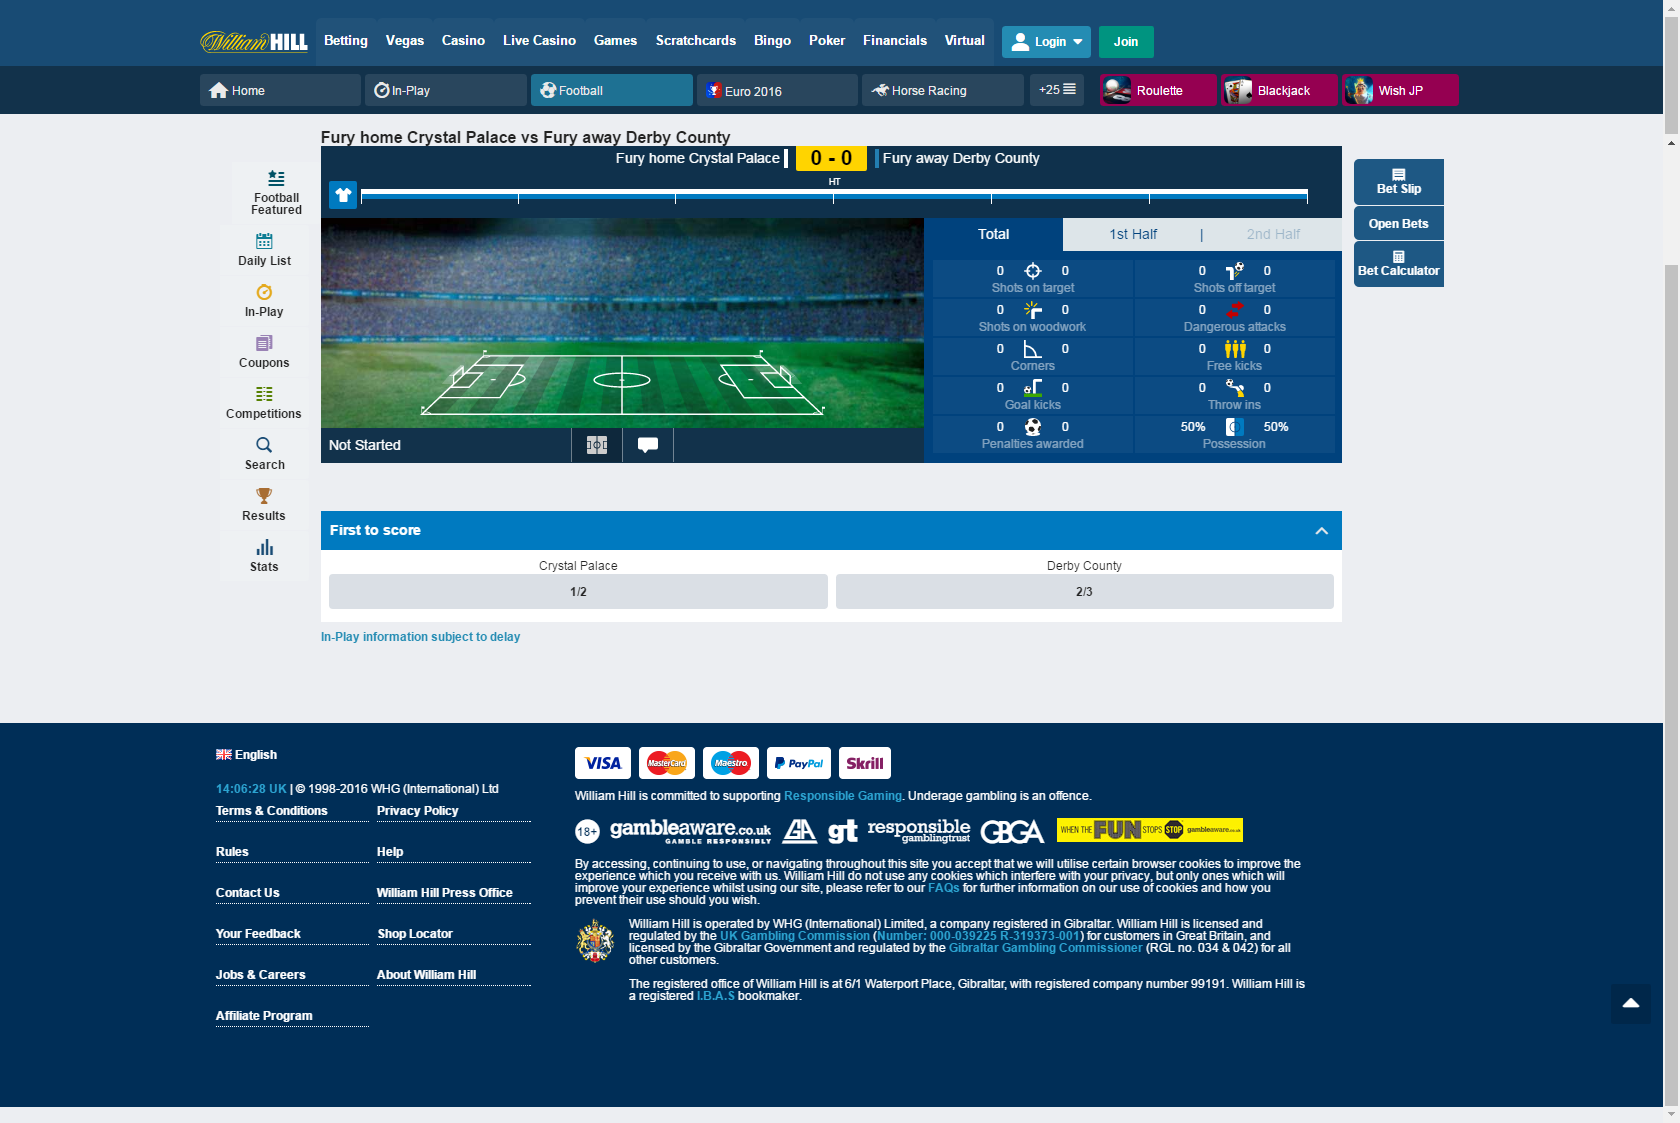 William HILL
Betting Vegas Casino Live Casino Games Scratchcards Bingo Poker Financials Virtual Login Join
Home In-Play Football Euro 2016 Horse Racing +25 Roulette Blackjack Wish JP
Fury home Crystal Palace vs Fury away Derby County
Fury home Crystal Palace 0 - 0 Fury away Derby County
HT
Football
Featured
Daily List
In-Play
Coupons
Competitions
Search
Results
Stats
Total 1st Half | 2nd Half
0 0 0 0
Shots on target Shots off target
0 0 0 0
Shots on woodwork Dangerous attacks
0 0 0 0
Corners Free kicks
0 0 0 0
Goal kicks Throw ins
0 0 50% 50%
Penalties awarded Possession
Not Started
Bet Slip
Open Bets
Bet Calculator
First to score
Crystal Palace Derby County
1/2 2/3
In-Play information subject to delay
English
14:06:28 UK | © 1998-2016 WHG (International) Ltd
Terms & Conditions Privacy Policy
Rules Help
Contact Us William Hill Press Office
Your Feedback Shop Locator
Jobs & Careers About William Hill
Affiliate Program
VISA MasterCard Maestro PayPal Skrill
William Hill is committed to supporting Responsible Gaming. Underage gambling is an offence.
18+ gambleaware.co.uk GA gt responsible GBGA WHEN THE FUN STOPS STOP gambleaware.co.uk
GAMBLE RESPONSIBLY gamblingtrust
By accessing, continuing to use, or navigating throughout this site you accept that we will utilise certain browser cookies to improve the
experience which you receive with us. William Hill do not use any cookies which interfere with your privacy, but only ones which will
improve your experience whilst using our site, please refer to our FAQs for further information on our use of cookies and how you
prevent their use should you wish.
William Hill is operated by WHG (International) Limited, a company registered in Gibraltar. William Hill is licensed and
regulated by the UK Gambling Commission (Number: 000-039225 R-319373-001) for customers in Great Britain, and
licensed by the Gibraltar Government and regulated by the Gibraltar Gambling Commissioner (RGL no. 034 & 042) for all
other customers.
The registered office of William Hill is at 6/1 Waterport Place, Gibraltar, with registered company number 99191. William Hill is
a registered I.B.A.S bookmaker.